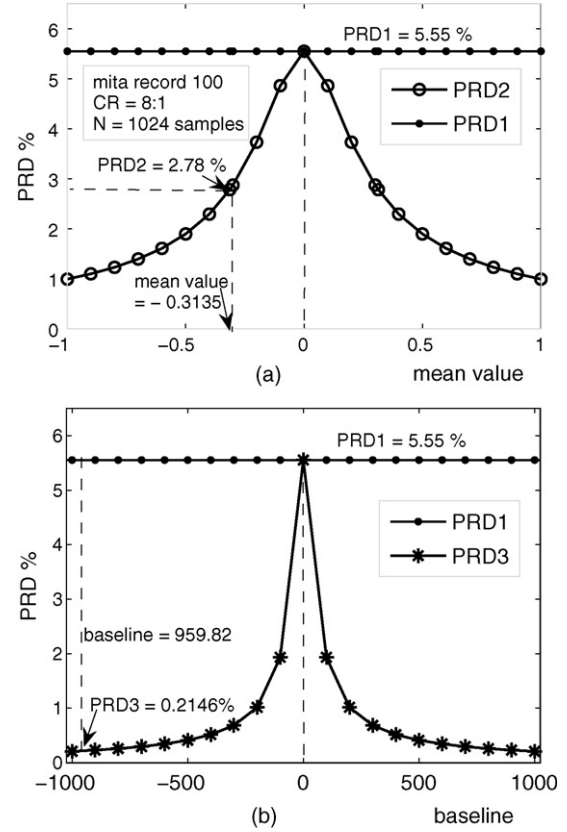 6
5
4
3
2
1
0
PRD %
PRD1 = 5.55 %
mita record 100
CR = 8:1
N = 1024 samples
PRD2
PRD1
PRD2 = 2.78 %
mean value
= − 0.3135
−1
−0.5
0
0.5
1
(a)
mean value
6
5
4
3
2
1
0
PRD %
PRD1 = 5.55 %
PRD1
PRD3
baseline = 959.82
PRD3 = 0.2146%
−1000
−500
0
500
1000
(b)
baseline